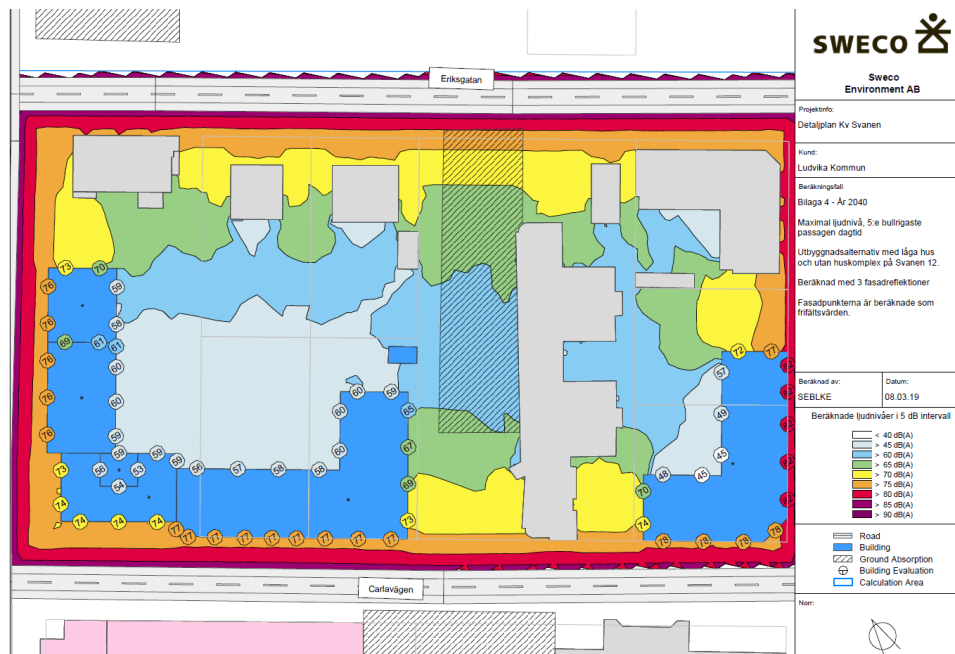 SWECO
Sweco
Environment AB
Projektinfo:
Detaljplan Kv Svanen
Kund:
Ludvika Kommun
Beräkningsfall
Bilaga 4 - År 2040
Maximal ljudnivå, 5:e bullrigaste
passagen dagtid
Utbyggnadsalternativ med låga hus
och utan huskomplex på Svanen 12.
Beräknad med 3 fasadreflektioner
Fasadpunkterna är beräknade som
frifältsvärden.
Beräknad av:
SEBLKE
Datum:
08.03.19
Beräknade ljudnivåer i 5 dB intervall
< 40 dB(A)
> 45 dB(A)
> 60 dB(A)
> 65 dB(A)
> 70 dB(A)
> 75 dB(A)
> 80 dB(A)
> 85 dB(A)
> 90 dB(A)
Road
Building
Ground Absorption
Building Evaluation
Calculation Area
Norr:
Eriksgatan
73 70
76 59
76 58
69 61 61
76 60
76 60
76 59
59 59 59
73 56 53 56 57 58 58
54
74
74 74 74
77 77 77 77 77 77 77 77 77
60 59
60 65
60 67
69
73
72 77
57
49
45
48 45
70
74
78 78 78 78
Carlavägen